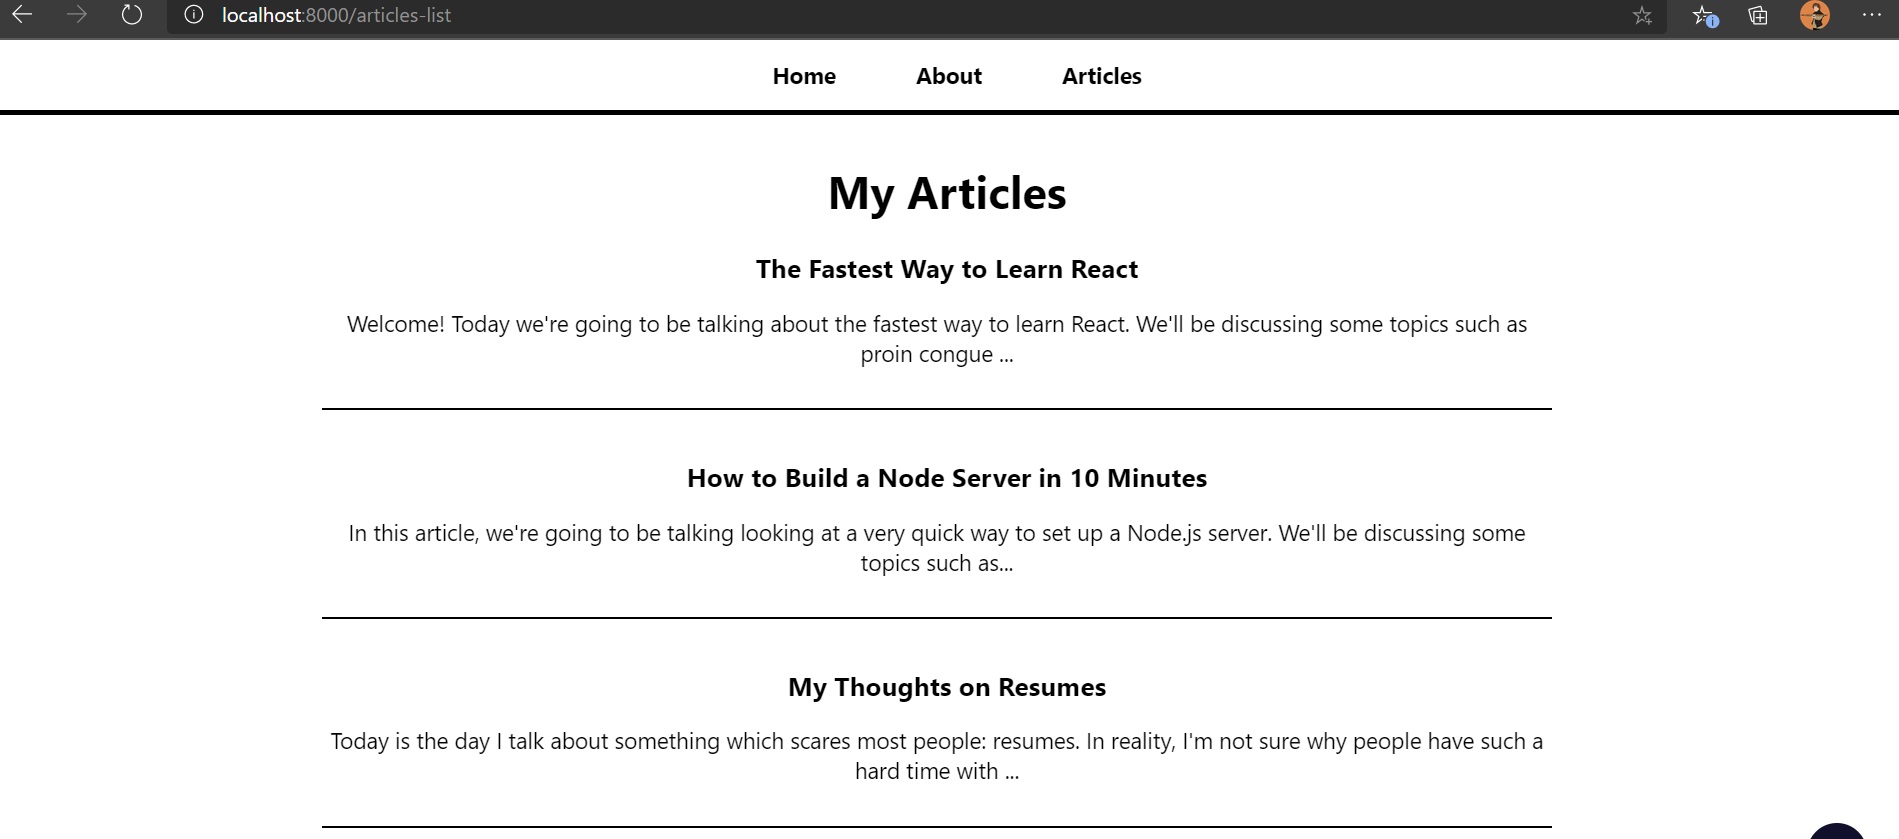 localhost:8000/articles-list
Home About Articles
My Articles
The Fastest Way to Learn React
Welcome! Today we're going to be talking about the fastest way to learn React. We'll be discussing some topics such as
proin congue ...
How to Build a Node Server in 10 Minutes
In this article, we're going to be talking looking at a very quick way to set up a Node.js server. We'll be discussing some
topics such as...
My Thoughts on Resumes
Today is the day I talk about something which scares most people: resumes. In reality, I'm not sure why people have such a
hard time with ...